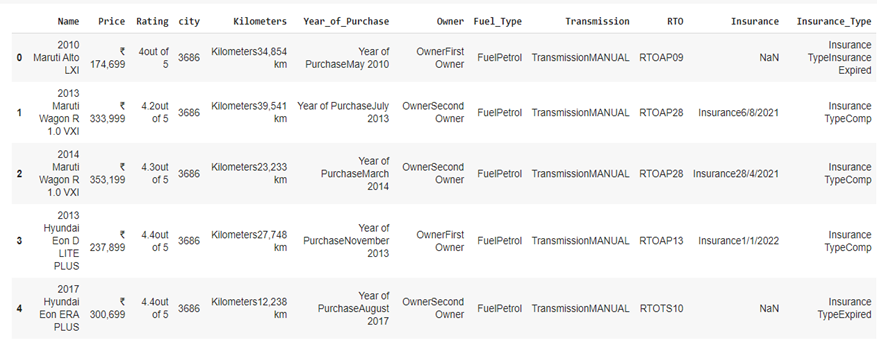 Name Price Rating city Kilometers Year_of_Purchase Owner Fuel_Type Transmission RTO Insurance Insurance_Type
0 2010 Maruti Alto LXI ₹ 174,699 4out of 5 3686 Kilometers34,854 km Year of PurchaseMay 2010 OwnerFirst Owner FuelPetrol TransmissionMANUAL RTOAP09 NaN Insurance TypeInsurance Expired
1 2013 Maruti Wagon R 1.0 VXI ₹ 333,999 4.2out of 5 3686 Kilometers39,541 km Year of PurchaseJuly 2013 OwnerSecond Owner FuelPetrol TransmissionMANUAL RTOAP28 Insurance6/8/2021 Insurance TypeComp
2 2014 Maruti Wagon R 1.0 VXI ₹ 353,199 4.3out of 5 3686 Kilometers23,233 km Year of PurchaseMarch 2014 OwnerSecond Owner FuelPetrol TransmissionMANUAL RTOAP28 Insurance28/4/2021 Insurance TypeComp
3 2013 Hyundai Eon D LITE PLUS ₹ 237,899 4.4out of 5 3686 Kilometers27,748 km Year of PurchaseNovember 2013 OwnerFirst Owner FuelPetrol TransmissionMANUAL RTOAP13 Insurance1/1/2022 Insurance TypeComp
4 2017 Hyundai Eon ERA PLUS ₹ 300,699 4.4out of 5 3686 Kilometers12,238 km Year of PurchaseAugust 2017 OwnerSecond Owner FuelPetrol TransmissionMANUAL RTOTS10 NaN Insurance TypeExpired